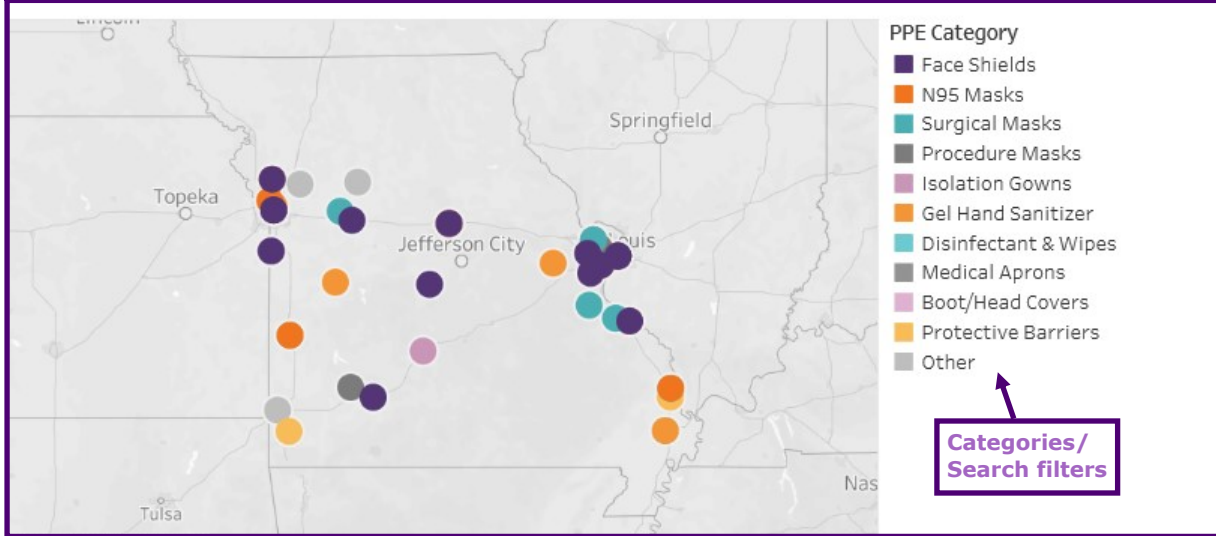 Lincoln
Springfield
Topeka
Louis
Jefferson City
Tulsa
Nas
PPE Category
Face Shields
N95 Masks
Surgical Masks
Procedure Masks
Isolation Gowns
Gel Hand Sanitizer
Disinfectant & Wipes
Medical Aprons
Boot/Head Covers
Protective Barriers
Other
Categories/
Search filters